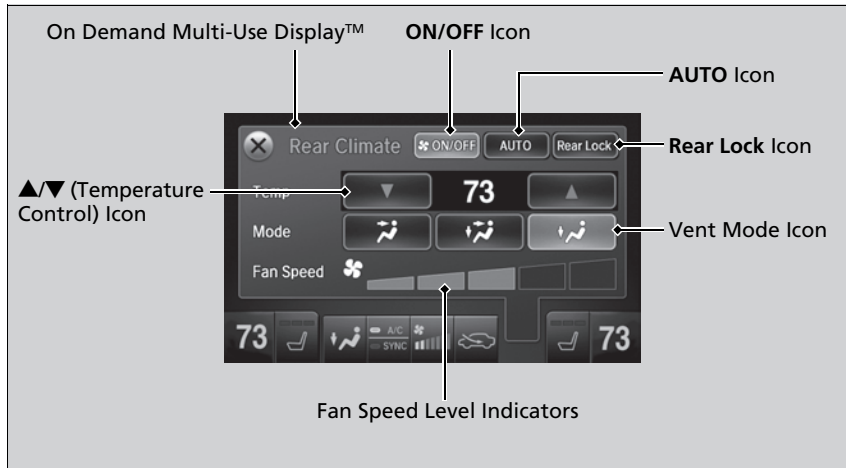 On Demand Multi-Use Display™
ON/OFF Icon
AUTO Icon
Rear Climate ON/OFF AUTO Rear Lock
Rear Lock Icon
▲/▼ (Temperature
Control) Icon
Temp ▼ 73 ▲
Mode
Vent Mode Icon
Fan Speed
73 A/C SYNC 73
Fan Speed Level Indicators